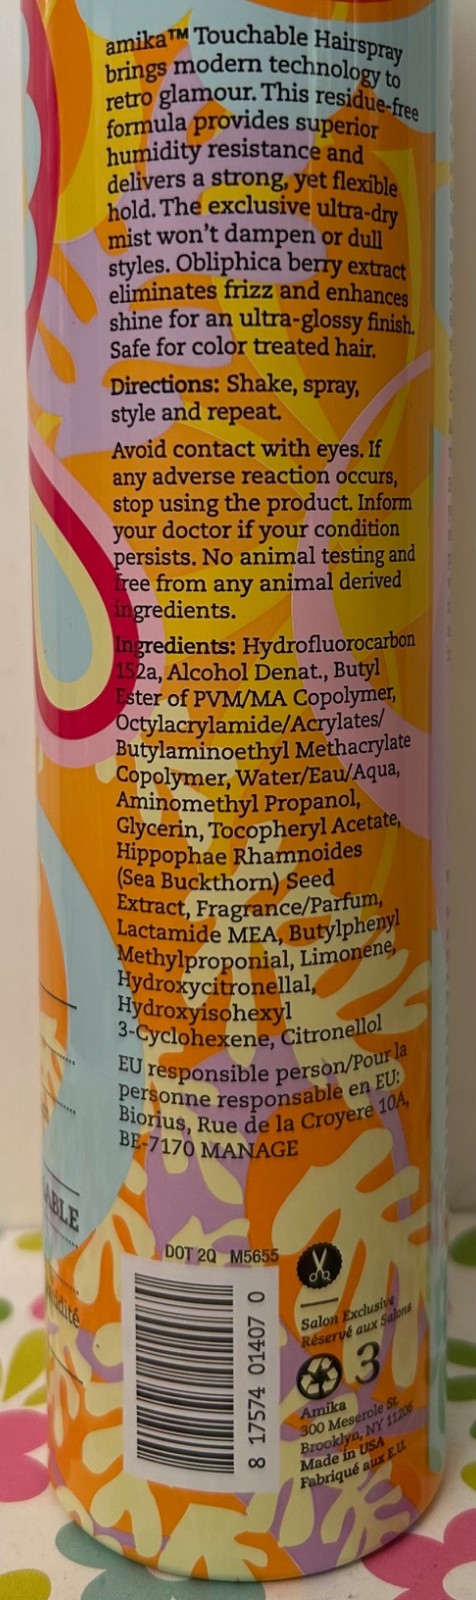 amika™ Touchable Hairspray
brings modern technology to
retro glamour. This residue-free
formula provides superior
humidity resistance and
delivers a strong, yet flexible
hold. The exclusive ultra-dry
mist won't dampen or dull
styles. Obliphica berry extract
eliminates frizz and enhances
shine for an ultra-glossy finish.
Safe for color treated hair.
Directions: Shake, spray,
style and repeat.
Avoid contact with eyes. If
any adverse reaction occurs,
stop using the product. Inform
your doctor if your condition
persists. No animal testing and
free from any animal derived
ingredients.
Ingredients: Hydrofluorocarbon
152a, Alcohol Denat., Butyl
Ester of PVM/MA Copolymer,
Octylacrylamide/Acrylates/
Butylaminoethyl Methacrylate
Copolymer, Water/Eau/Aqua,
Aminomethyl Propanol,
Glycerin, Tocopheryl Acetate,
Hippophae Rhamnoides
(Sea Buckthorn) Seed
Extract, Fragrance/Parfum,
Lactamide MEA, Butylphenyl
Methylproponial, Limonene,
Hydroxycitronellal,
Hydroxyisohexyl
3-Cyclohexene, Citronellol
EU responsible person/Pour la
personne responsable en EU:
Biorius, Rue de la Croyere 10A,
BE-7170 MANAGE
DOT 2Q M5655
8 17574 01407 0
Salon Exclusive
Réservé aux Salons
3
Amika
300 Meserole St.
Brooklyn, NY 11206
Made in USA
Fabriqué aux E.U.